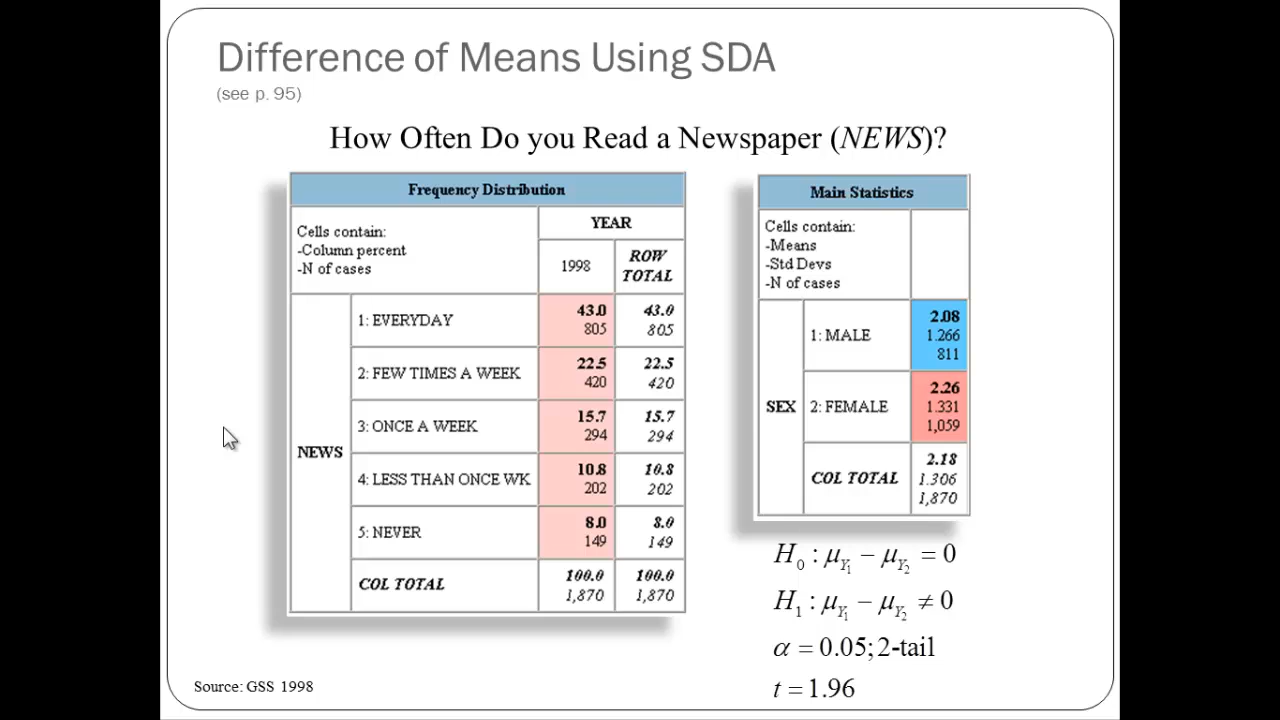 Difference of Means Using SDA
(see p. 95)
How Often Do you Read a Newspaper (NEWS)?
Frequency Distribution
Cells contain:
-Column percent
-N of cases
YEAR
1998
ROW
TOTAL
NEWS
1: EVERYDAY
43.0
805
43.0
805
2: FEW TIMES A WEEK
22.5
420
22.5
420
3: ONCE A WEEK
15.7
294
15.7
294
4: LESS THAN ONCE WK
10.8
202
10.8
202
5: NEVER
8.0
149
8.0
149
COL TOTAL
100.0
1,870
100.0
1,870
Main Statistics
Cells contain:
-Means
-Std Devs
-N of cases
SEX
1: MALE
2.08
1.266
811
2: FEMALE
2.26
1.331
1,059
COL TOTAL
2.18
1.306
1,870
H₀ : μ_Y₁ − μ_Y₂ = 0
H₁ : μ_Y₁ − μ_Y₂ ≠ 0
α = 0.05; 2-tail
t = 1.96
Source: GSS 1998